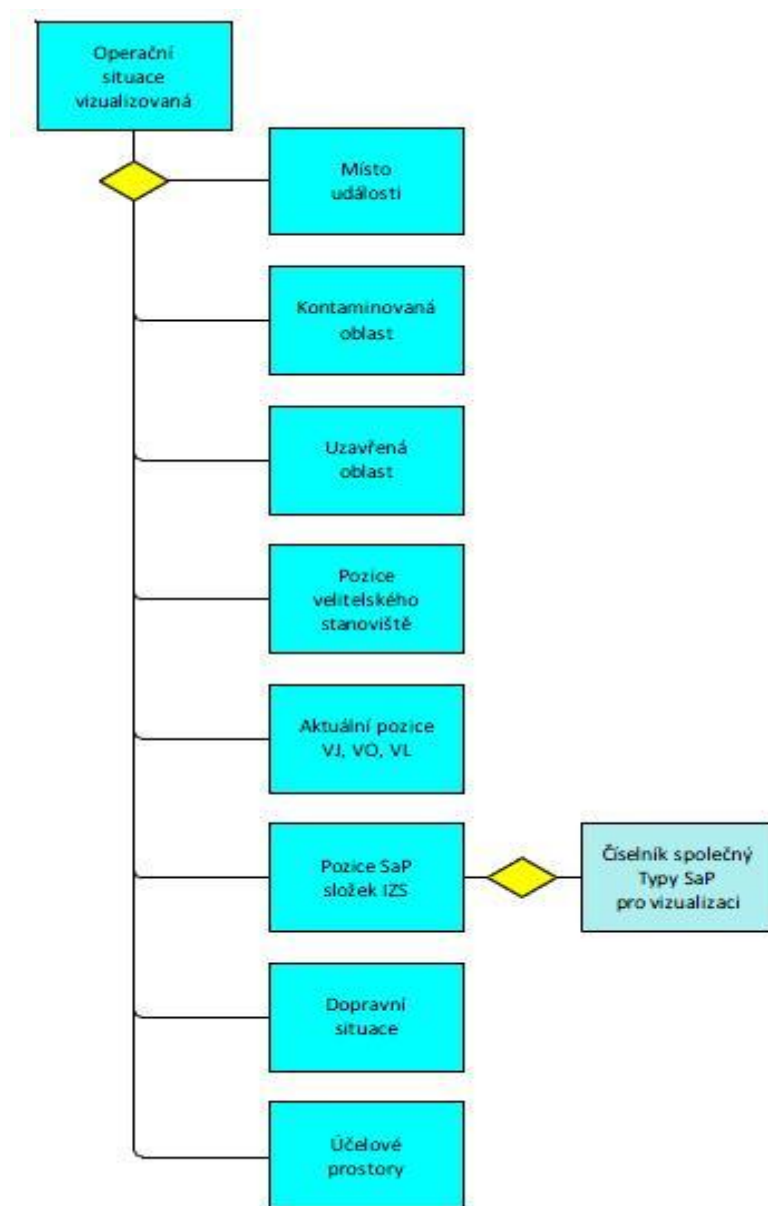 Operační
situace
vizualizovaná
Místo
události
Kontaminovaná
oblast
Uzavřená
oblast
Pozice
velitelského
stanoviště
Aktuální pozice
VJ, VO, VL
Pozice SaP
složek IZS
Číselník společný
Typy SaP
pro vizualizaci
Dopravní
situace
Účelové
prostory